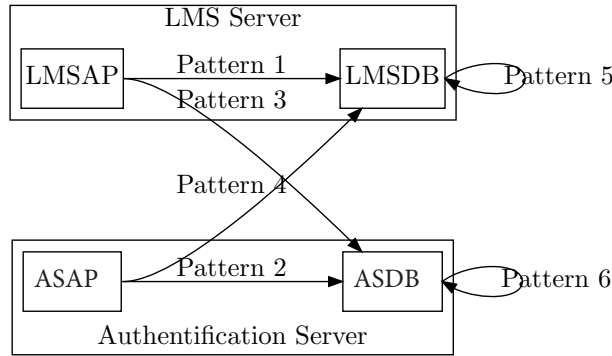 LMS Server
LMSAP
Pattern 1
LMSDB
Pattern 5
Pattern 3
Pattern 4
ASAP
Pattern 2
ASDB
Pattern 6
Authentification Server